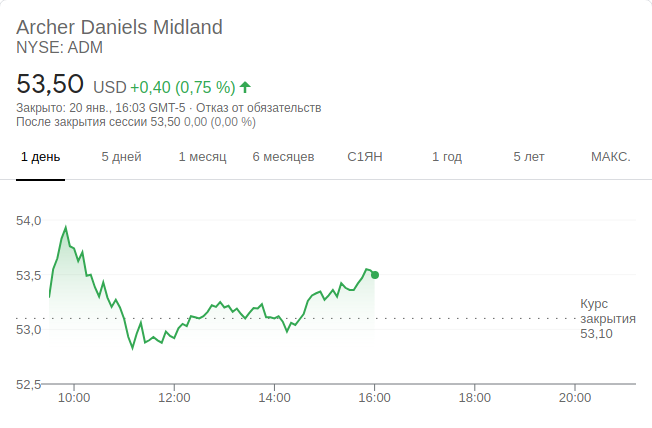 Archer Daniels Midland
NYSE: ADM
53,50 USD +0,40 (0,75 %)
Закрыто: 20 янв., 16:03 GMT-5 · Отказ от обязательств
После закрытия сессии 53,50 0,00 (0,00 %)
1 день 5 дней 1 месяц 6 месяцев С1ЯН 1 год 5 лет МАКС.
54,0
53,5
Курс
закрытия
53,10
53,0
52,5
10:00 12:00 14:00 16:00 18:00 20:00